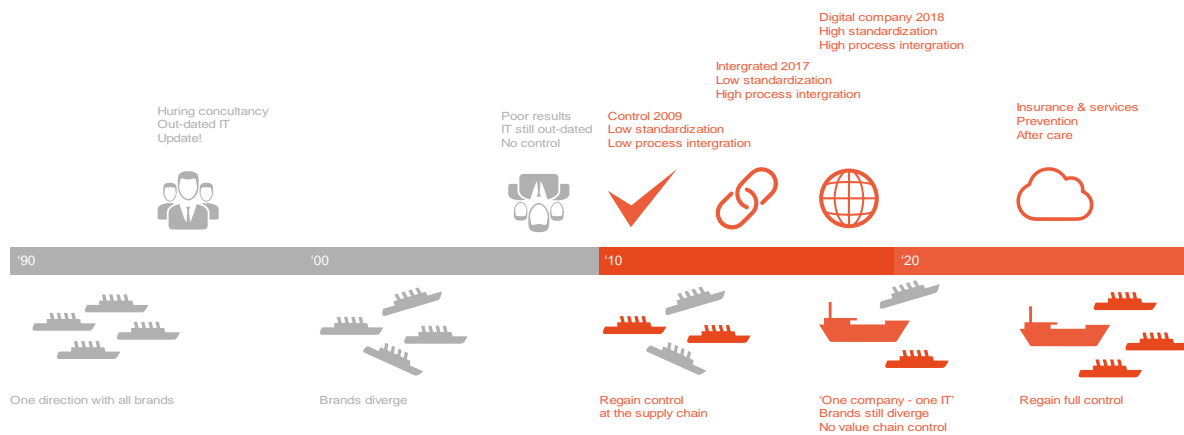 Digital company 2018
High standardization
High process intergration
Intergrated 2017
Low standardization
High process intergration
Huring concultancy
Out-dated IT
Update!
Poor results
IT still out-dated
No control
Control 2009
Low standardization
Low process intergration
Insurance & services
Prevention
After care
‘90
‘00
‘10
‘20
One direction with all brands
Brands diverge
Regain control
at the supply chain
‘One company - one IT’
Brands still diverge
No value chain control
Regain full control